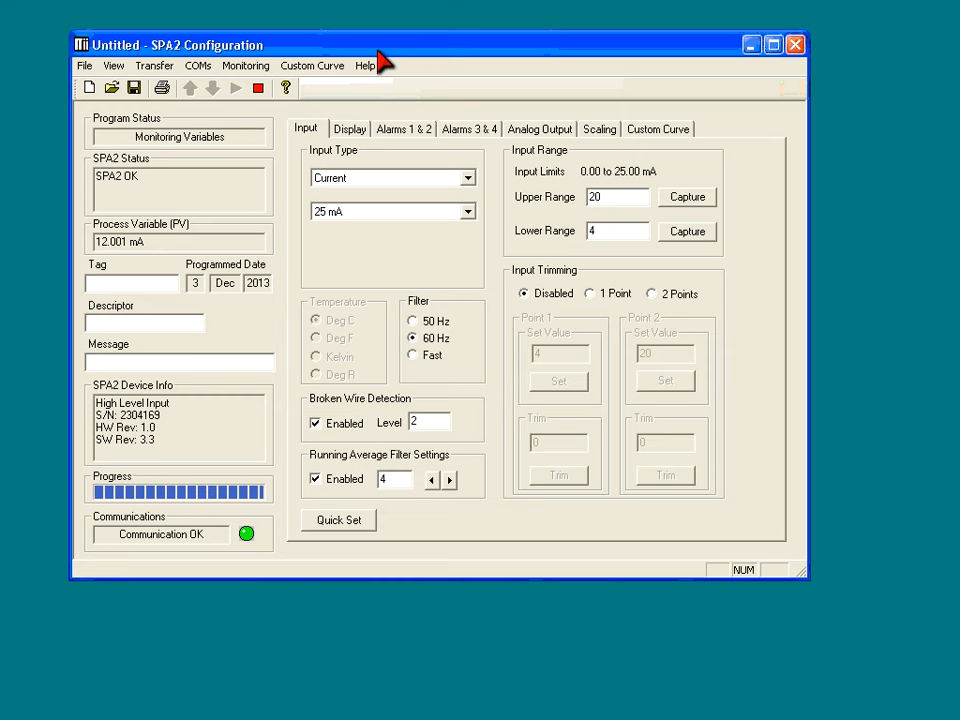 Untitled - SPA2 Configuration
File View Transfer COMs Monitoring Custom Curve Help
Program Status
Monitoring Variables
SPA2 Status
SPA2 OK
Process Variable (PV)
12.001 mA
Tag Programmed Date
3 Dec 2013
Descriptor
Message
SPA2 Device Info
High Level Input
S/N: 2304169
HW Rev: 1.0
SW Rev: 3.3
Progress
Communications
Communication OK
Input Display Alarms 1 & 2 Alarms 3 & 4 Analog Output Scaling Custom Curve
Input Type
Current
25 mA
Temperature
Deg C
Deg F
Kelvin
Deg R
Filter
50 Hz
60 Hz
Fast
Broken Wire Detection
Enabled Level 2
Running Average Filter Settings
Enabled 4
Quick Set
Input Range
Input Limits 0.00 to 25.00 mA
Upper Range 20 Capture
Lower Range 4 Capture
Input Trimming
Disabled 1 Point 2 Points
Point 1
Set Value
4
Set
Trim
0
Trim
Point 2
Set Value
20
Set
Trim
0
Trim
NUM